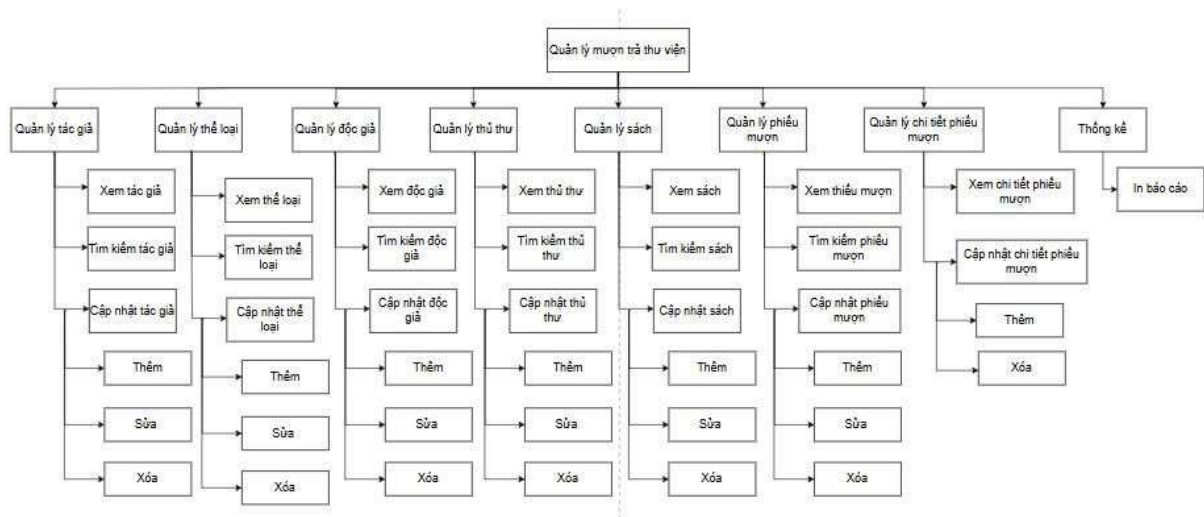 Quản lý mượn trả thư viện
Quản lý tác giả
Quản lý thể loại
Quản lý độc giả
Quản lý thủ thư
Quản lý sách
Quản lý phiếu
mượn
Quản lý chi tiết phiếu
mượn
Thống kê
Xem tác giả
Tìm kiếm tác giả
Cập nhật tác giả
Thêm
Sửa
Xóa
Xem thể loại
Tìm kiếm thể
loại
Cập nhật thể
loại
Thêm
Sửa
Xóa
Xem độc giả
Tìm kiếm độc
giả
Cập nhật độc
giả
Thêm
Sửa
Xóa
Xem thủ thư
Tìm kiếm thủ
thư
Cập nhật thủ
thư
Thêm
Sửa
Xóa
Xem sách
Tìm kiếm sách
Cập nhật sách
Thêm
Sửa
Xóa
Xem thiếu mượn
Tìm kiếm phiếu
mượn
Cập nhật phiếu
mượn
Thêm
Sửa
Xóa
Xem chi tiết phiếu
mượn
Cập nhật chi tiết phiếu
mượn
Thêm
Xóa
In báo cáo